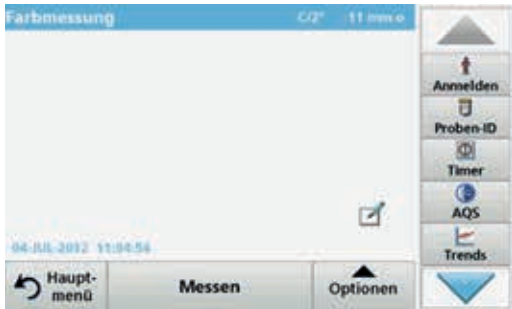 Farbmessung C/2° 11 mm o
Anmelden
Proben-ID
Timer
AQS
Trends
04-JUL-2012 11:04:56
Haupt-
menü
Messen
Optionen